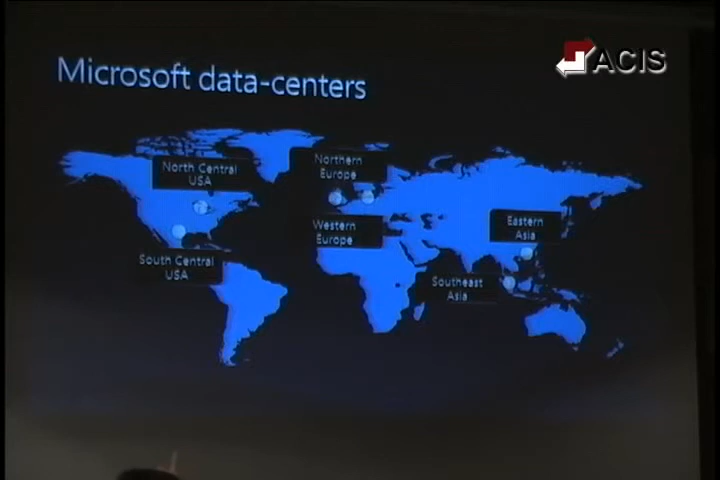 ACIS
Microsoft data-centers
North Central
USA
Northern
Europe
Western
Europe
Eastern
Asia
South Central
USA
Southeast
Asia